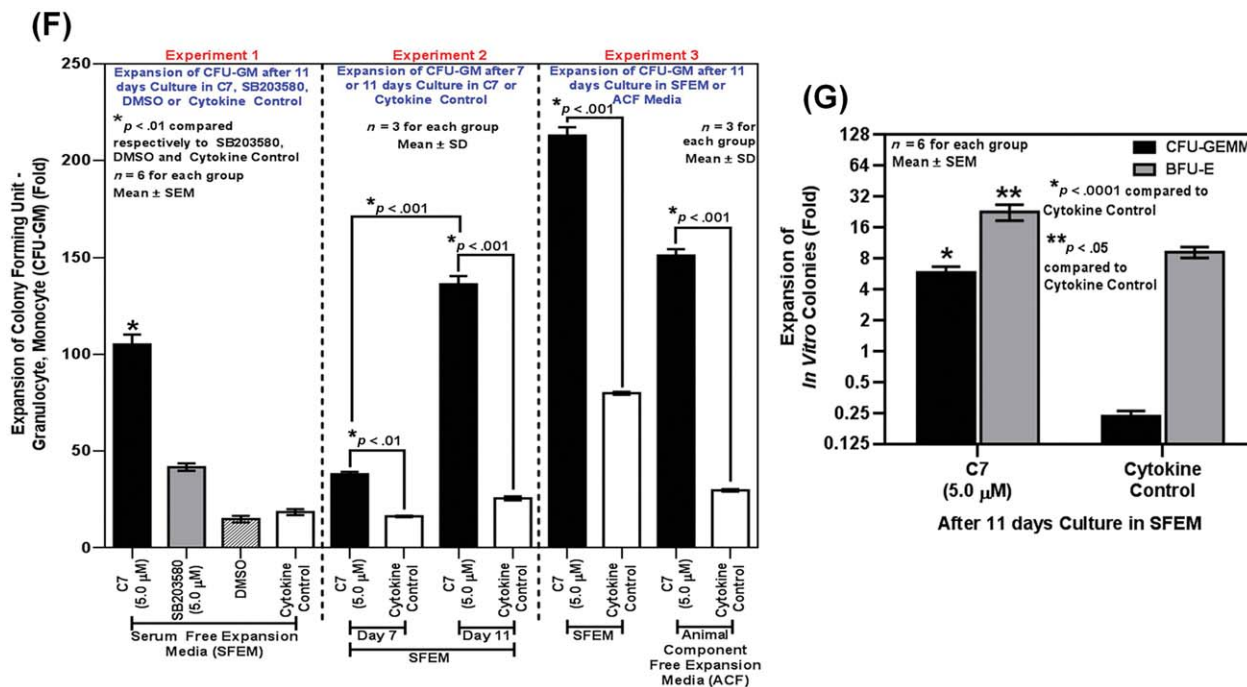 (F)
Experiment 1
Expansion of CFU-GM after 11
days Culture in C7, SB203580,
DMSO or Cytokine Control
* p < .01 compared
respectively to SB203580,
DMSO and Cytokine Control
n = 6 for each group
Mean ± SEM
Experiment 2
Expansion of CFU-GM after 7
or 11 days Culture in C7 or
Cytokine Control
n = 3 for each group
Mean ± SD
Experiment 3
Expansion of CFU-GM after 11
days Culture in SFEM or
ACF Media
n = 3 for
each group
Mean ± SD
Expansion of Colony Forming Unit -
Granulocyte, Monocyte (CFU-GM) (Fold)
250
200
150
100
50
0
*
* p < .01
* p < .001
* p < .001
* p < .001
* p < .001
C7
(5.0 μM)
SB203580
(5.0 μM)
DMSO
Cytokine
Control
C7
(5.0 μM)
Cytokine
Control
C7
(5.0 μM)
Cytokine
Control
C7
(5.0 μM)
Cytokine
Control
C7
(5.0 μM)
Cytokine
Control
Serum Free Expansion
Media (SFEM)
Day 7
Day 11
SFEM
SFEM
Animal
Component
Free Expansion
Media (ACF)
(G)
n = 6 for each group
Mean ± SEM
CFU-GEMM
BFU-E
* p < .0001 compared to
Cytokine Control
** p < .05
compared to
Cytokine Control
Expansion of
In Vitro Colonies (Fold)
128
64
32
16
8
4
2
1
0.5
0.25
0.125
*
**
C7
(5.0 μM)
Cytokine
Control
After 11 days Culture in SFEM